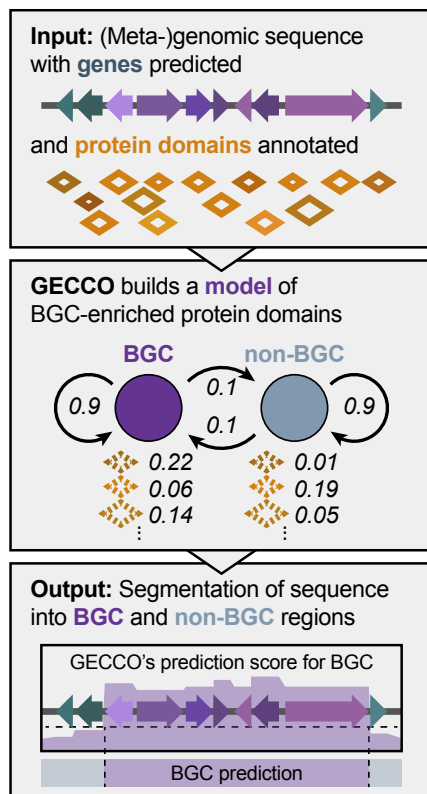 Input: (Meta-)genomic sequence
with genes predicted
and protein domains annotated
GECCO builds a model of
BGC-enriched protein domains
BGC non-BGC
0.9 0.1 0.1 0.9
0.22 0.01
0.06 0.19
0.14 0.05
Output: Segmentation of sequence
into BGC and non-BGC regions
GECCO's prediction score for BGC
BGC prediction